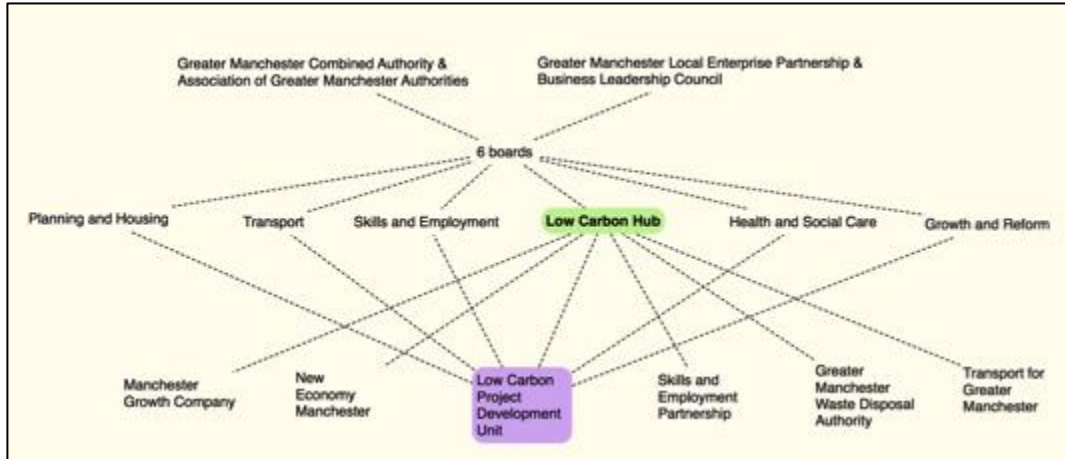 Greater Manchester Combined Authority &
Association of Greater Manchester Authorities
Greater Manchester Local Enterprise Partnership &
Business Leadership Council
6 boards
Planning and Housing
Transport
Skills and Employment
Low Carbon Hub
Health and Social Care
Growth and Reform
Manchester
Growth Company
New
Economy
Manchester
Low Carbon
Project
Development
Unit
Skills and
Employment
Partnership
Greater
Manchester
Waste Disposal
Authority
Transport for
Greater
Manchester